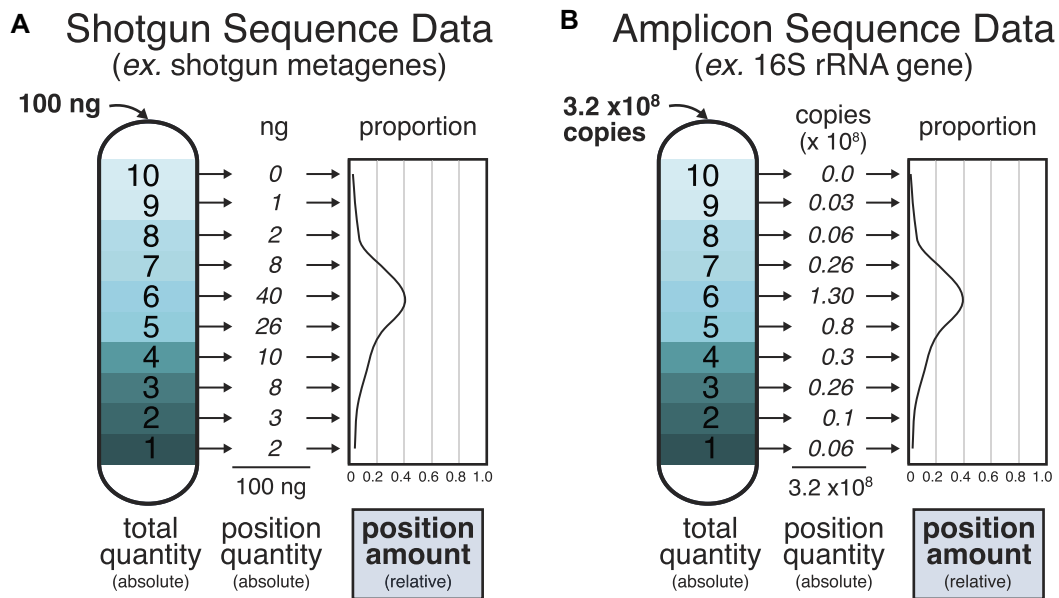 A Shotgun Sequence Data
(ex. shotgun metagenes)
100 ng
ng
proportion
10 0
9 1
8 2
7 8
6 40
5 26
4 10
3 8
2 3
1 2
0 0.2 0.4 0.6 0.8 1.0
100 ng
total quantity (absolute)
position quantity (absolute)
position amount (relative)
B Amplicon Sequence Data
(ex. 16S rRNA gene)
3.2 x10⁸
copies
copies
(x 10⁸)
proportion
10 0.0
9 0.03
8 0.06
7 0.26
6 1.30
5 0.8
4 0.3
3 0.26
2 0.1
1 0.06
0 0.2 0.4 0.6 0.8 1.0
3.2 x10⁸
total quantity (absolute)
position quantity (absolute)
position amount (relative)